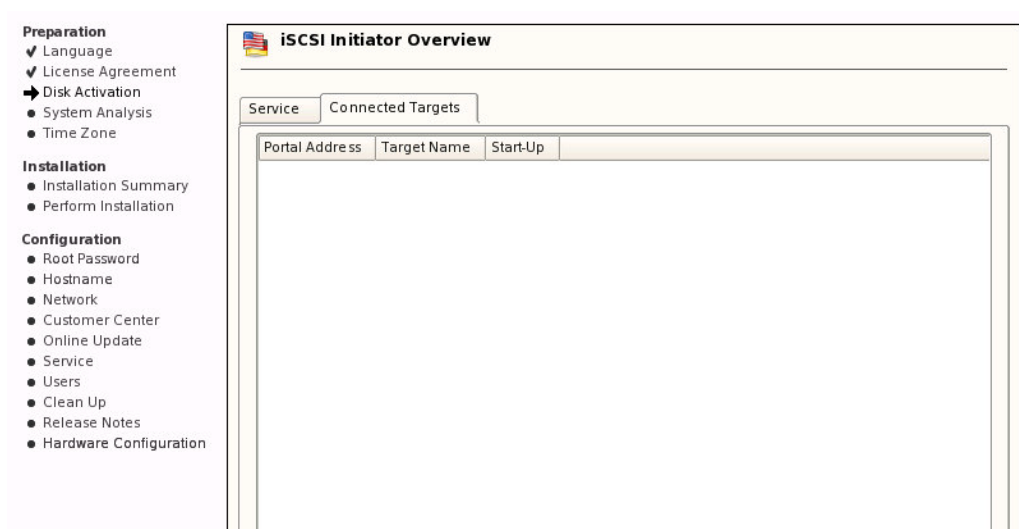 Preparation
Language
License Agreement
Disk Activation
System Analysis
Time Zone
Installation
Installation Summary
Perform Installation
Configuration
Root Password
Hostname
Network
Customer Center
Online Update
Service
Users
Clean Up
Release Notes
Hardware Configuration
iSCSI Initiator Overview
Service Connected Targets
Portal Address Target Name Start-Up